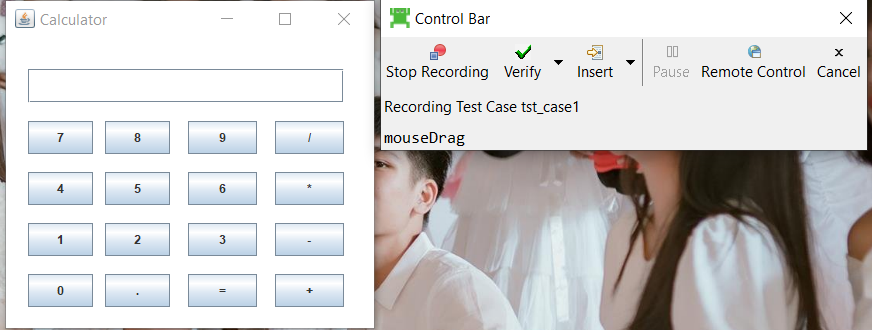 Calculator
7 8 9 /
4 5 6 *
1 2 3 -
0 . = +
Control Bar
Stop Recording Verify Insert Pause Remote Control Cancel
Recording Test Case tst_case1
mouseDrag